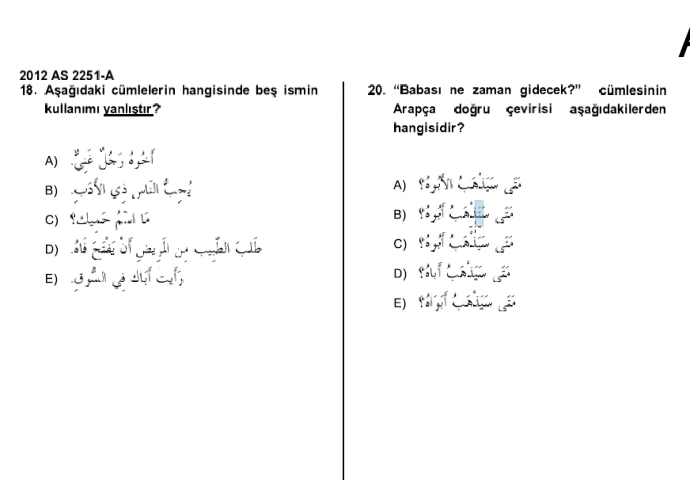 2012 AS 2251-A
18. Aşağıdaki cümlelerin hangisinde beş ismin
kullanımı yanlıştır?
A) أَخُوهُ رَجُلٌ غَنِيٌّ.
B) يُحِبُّ النَّاس ذِي الأَدَبِ.
C) مَا اسْمُ حَمِيك؟
D) طَلَبَ الطَّبِيب مِن المَرِيضِ أَنْ يَفْتَحَ فَاهُ.
E) رَأَيت أَبَاك فِي السُّوقِ.
20. “Babası ne zaman gidecek?” cümlesinin
Arapça doğru çevirisi aşağıdakilerden
hangisidir?
A) مَتَى سَيَذْهَبُ الأَبُوهُ؟
B) مَتَى سَيَذْهَبُ أَبُوهُ؟
C) مَتَى سَيَذْهَبُ أَبُوهُ؟
D) مَتَى سَيَذْهَبُ أَباهُ؟
E) مَتَى سَيَذْهَبُ أَبَوَاهُ؟